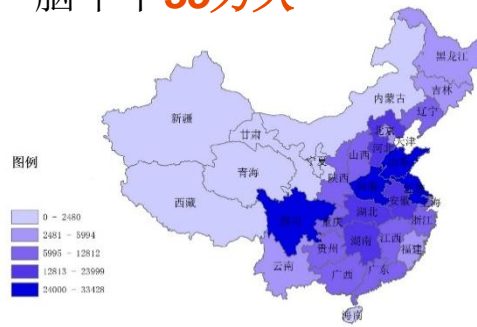 黑龙江
吉林
辽宁
内蒙古
新疆
甘肃
北京
天津
河北
宁夏
山西
青海
陕西
西藏
安徽
湖北
重庆
浙江
湖南
江西
贵州
福建
云南
广西
广东
海南
图例
0 - 2480
2481 - 5994
5995 - 12812
12813 - 23999
24000 - 33428